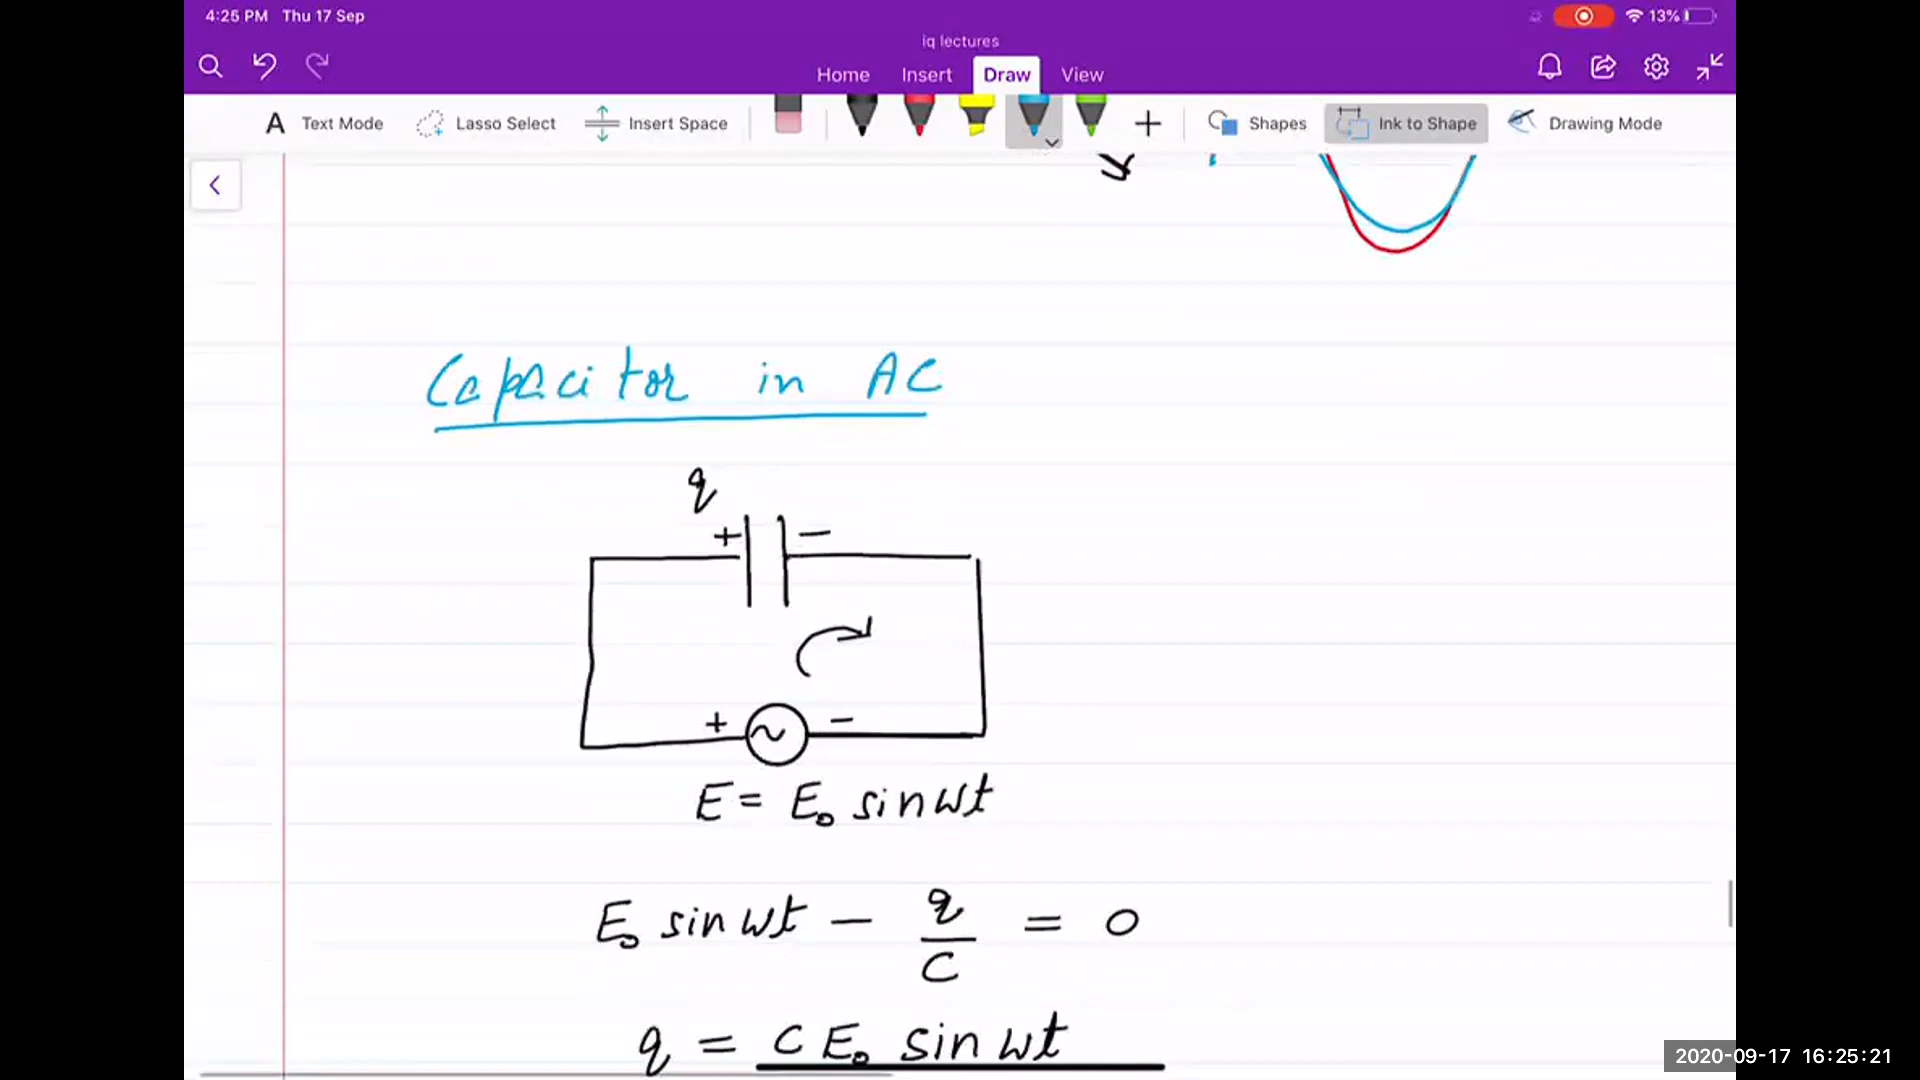 4:25 PM Thu 17 Sep
13%
iq lectures
Home Insert Draw View
A Text Mode Lasso Select Insert Space Shapes Ink to Shape Drawing Mode
Capacitor in AC
q
+ −
+ −
E = E₀ sin ωt
E₀ sin ωt − q/C = 0
q = C E₀ sin ωt
2020-09-17 16:25:21